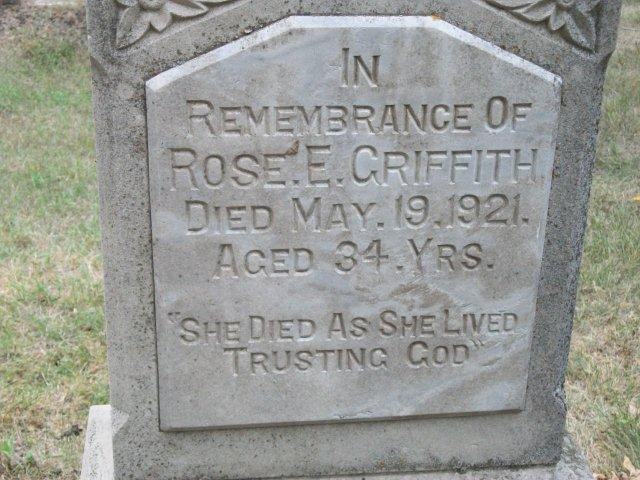 IN
REMEMBRANCE OF
ROSE.E.GRIFFITH
DIED MAY.19.1921.
AGED 34.YRS.
"SHE DIED AS SHE LIVED
TRUSTING GOD"